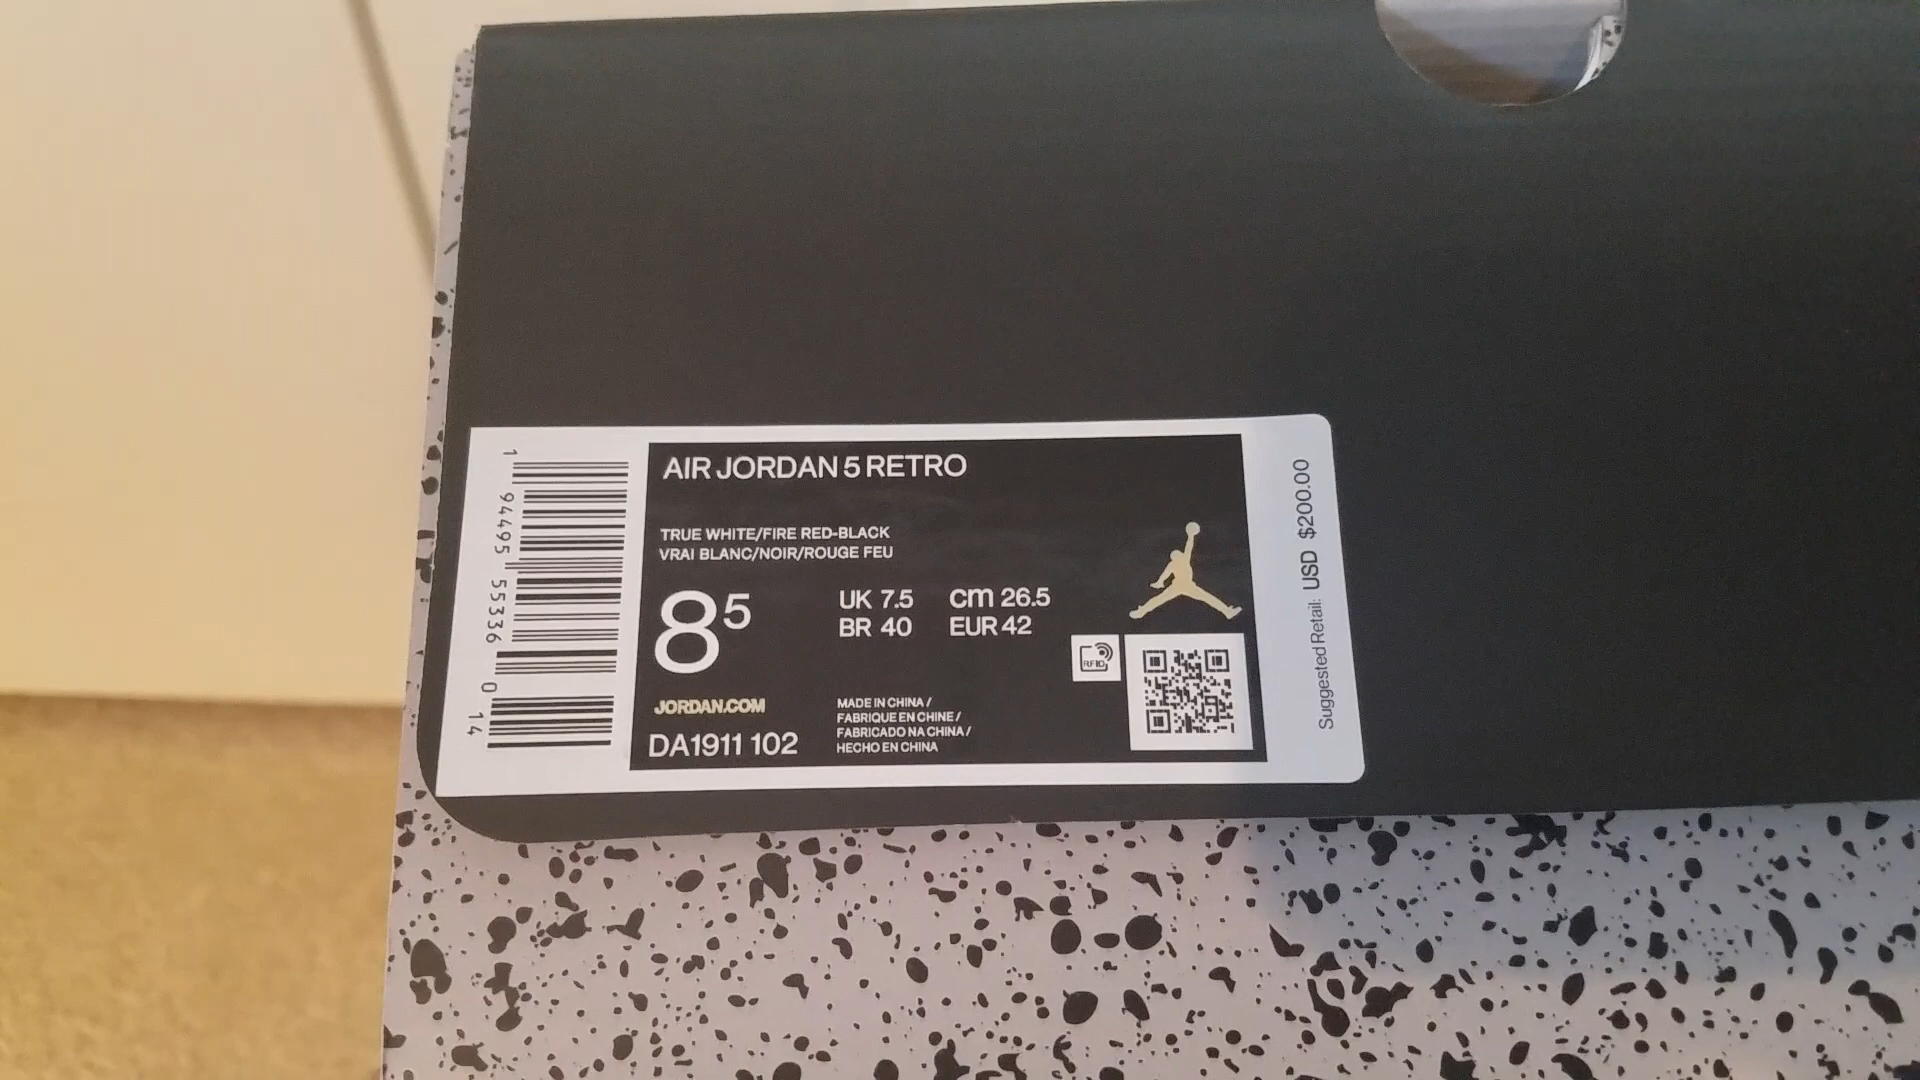 AIR JORDAN 5 RETRO
TRUE WHITE/FIRE RED-BLACK
VRAI BLANC/NOIR/ROUGE FEU
8 5
UK 7.5 cm 26.5
BR 40 EUR 42
RFID
JORDAN.COM
DA1911 102
MADE IN CHINA /
FABRIQUE EN CHINE /
FABRICADO NA CHINA /
HECHO EN CHINA
1 94495 55336 0 14
Suggested Retail: USD $200.00